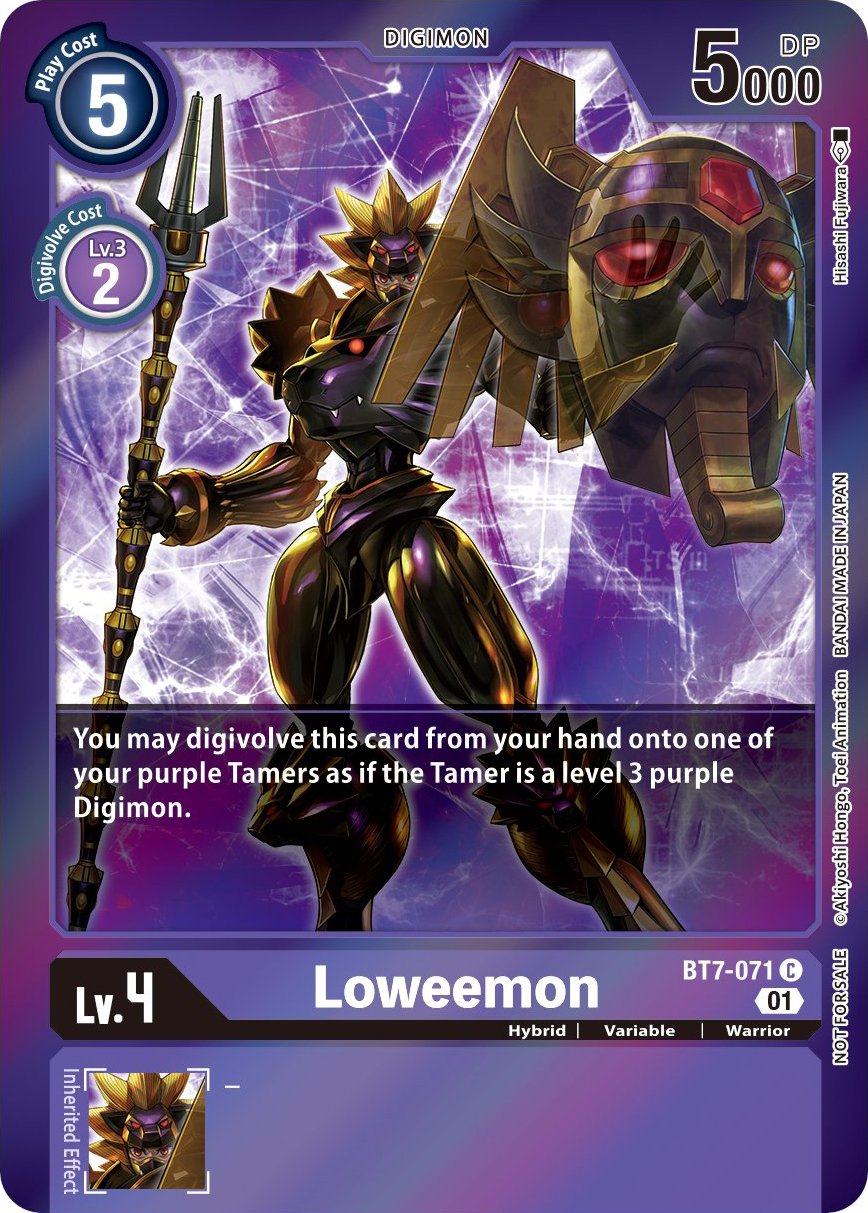 Play Cost
5
DIGIMON
DP
5000
Digivolve Cost
Lv.3
2
Hisashi Fujiwara
You may digivolve this card from your hand onto one of
your purple Tamers as if the Tamer is a level 3 purple
Digimon.
©Akiyoshi Hongo, Toei Animation BANDAI MADE IN JAPAN
NOT FOR SALE
Lv.4
Loweemon
BT7-071 C
01
Hybrid | Variable | Warrior
Inherited Effect
–